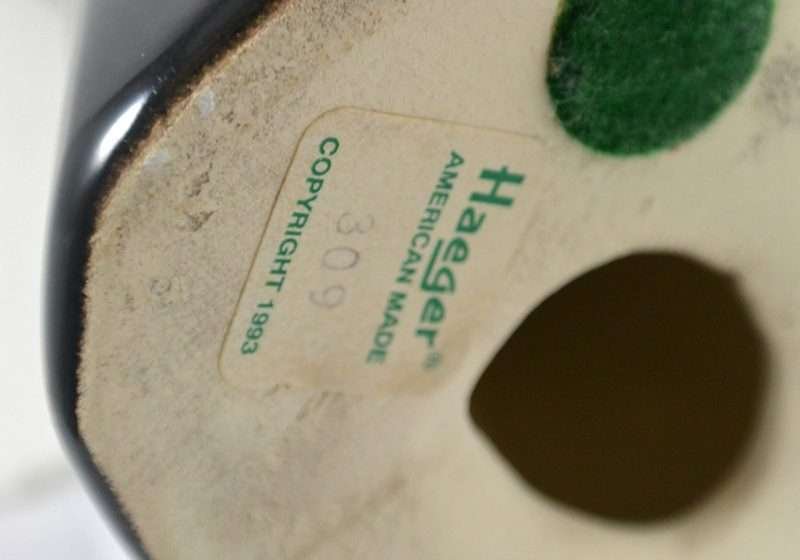 Haeger®
AMERICAN MADE
309
COPYRIGHT 1993